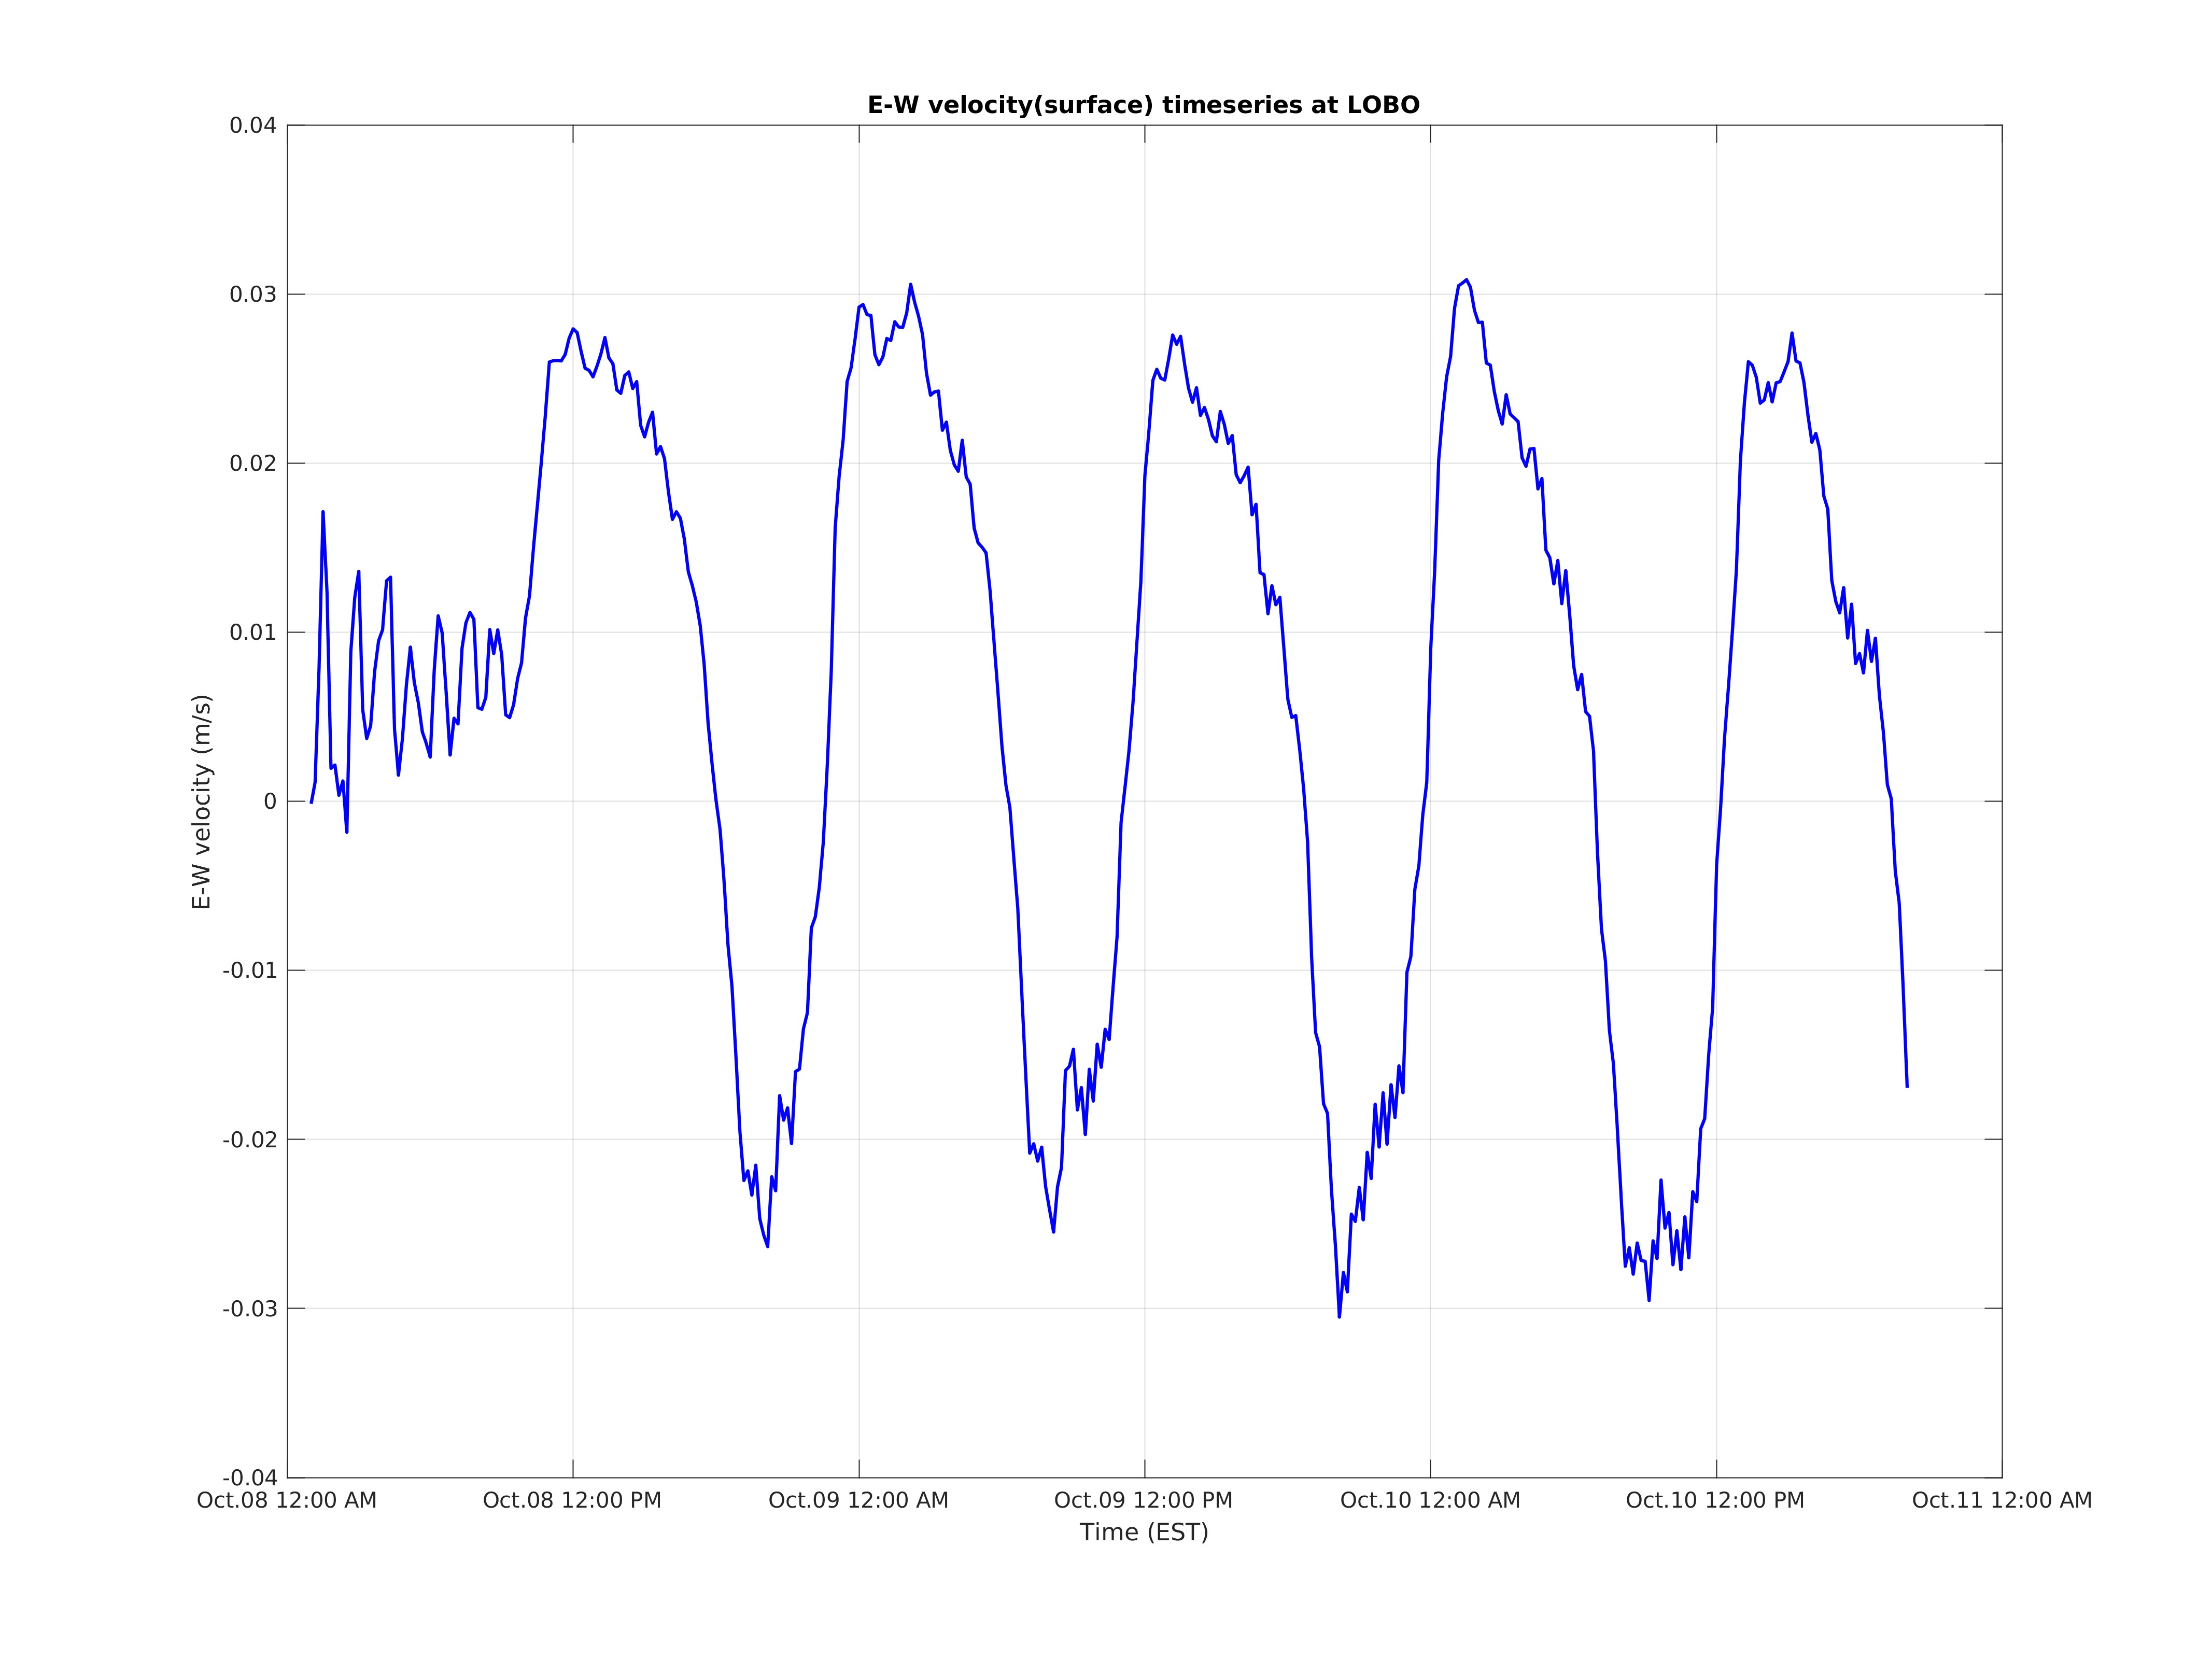 E-W velocity(surface) timeseries at LOBO
0.04
0.03
0.02
0.01
0
-0.01
-0.02
-0.03
-0.04
E-W velocity (m/s)
Oct.08 12:00 AM
Oct.08 12:00 PM
Oct.09 12:00 AM
Oct.09 12:00 PM
Oct.10 12:00 AM
Oct.10 12:00 PM
Oct.11 12:00 AM
Time (EST)